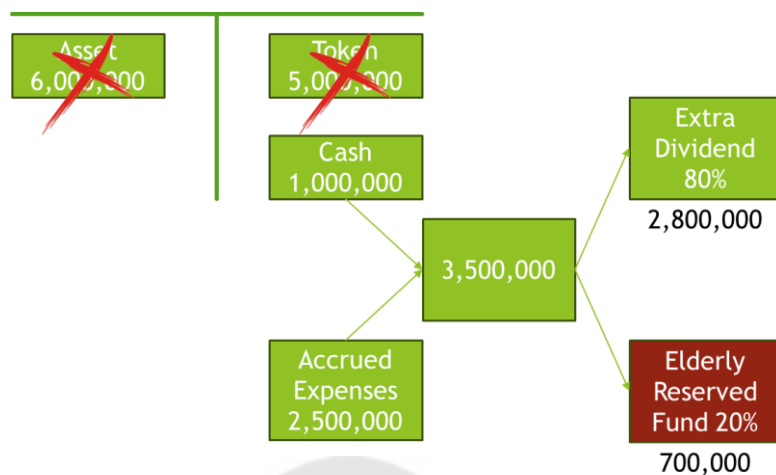 Asset
6,000,000
Token
5,000,000
Cash
1,000,000
Extra
Dividend
80%
2,800,000
3,500,000
Accrued
Expenses
2,500,000
Elderly
Reserved
Fund 20%
700,000